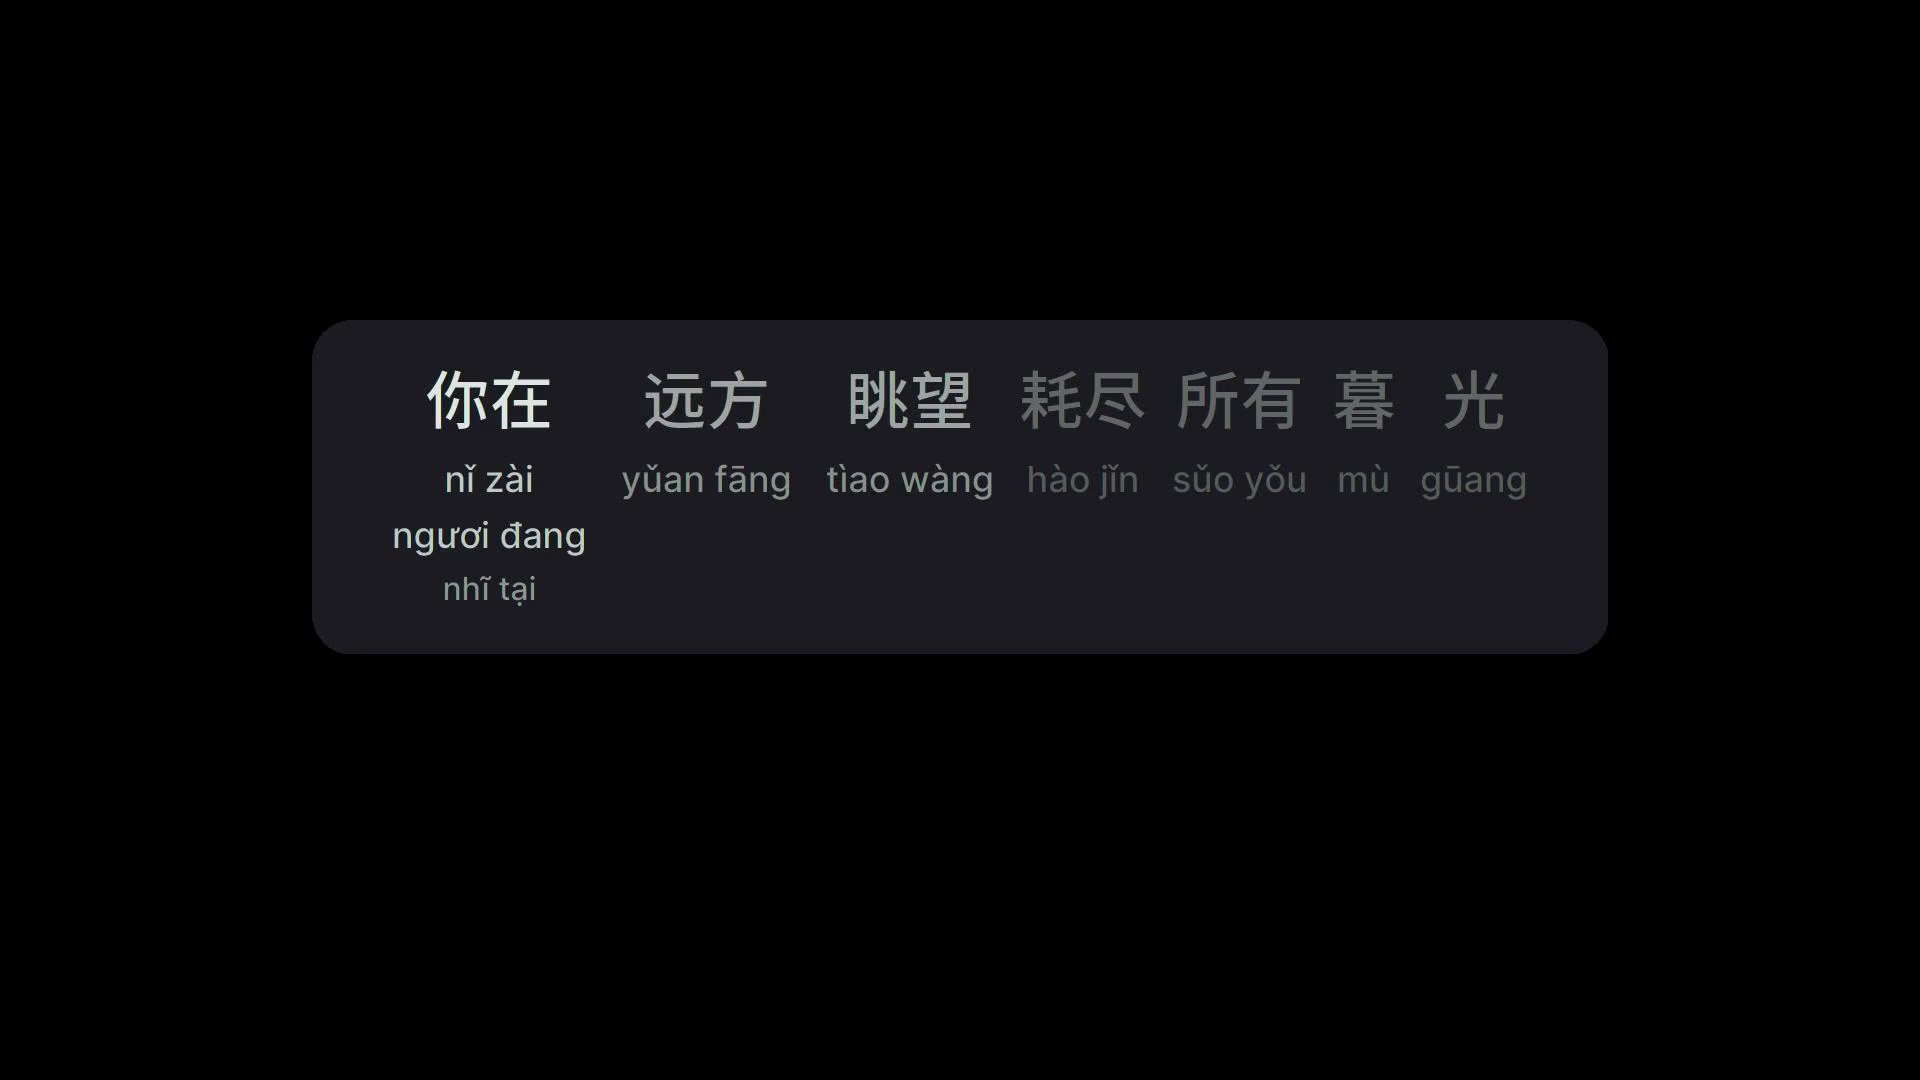 你在 远方 眺望 耗尽 所有 暮 光
nǐ zài yǔan fāng tìao wàng hào jǐn sǔo yǒu mù gūang
ngươi đang
nhĩ tại